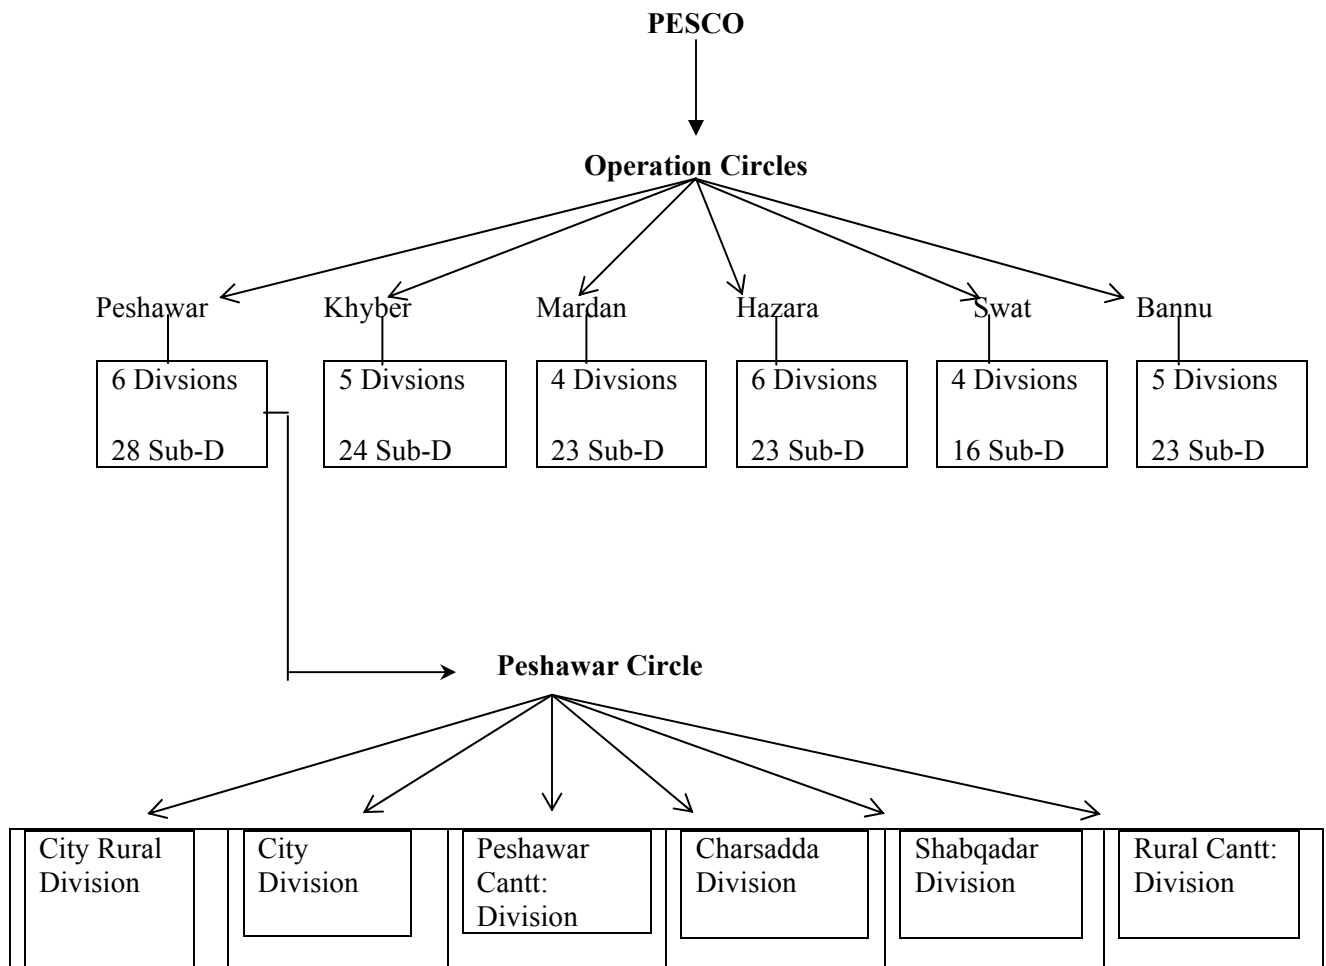 PESCO
Operation Circles
Peshawar
Khyber
Mardan
Hazara
Swat
Bannu
6 Divsions
28 Sub-D
5 Divsions
24 Sub-D
4 Divsions
23 Sub-D
6 Divsions
23 Sub-D
4 Divsions
16 Sub-D
5 Divsions
23 Sub-D
Peshawar Circle
City Rural
Division
City
Division
Peshawar
Cantt:
Division
Charsadda
Division
Shabqadar
Division
Rural Cantt:
Division